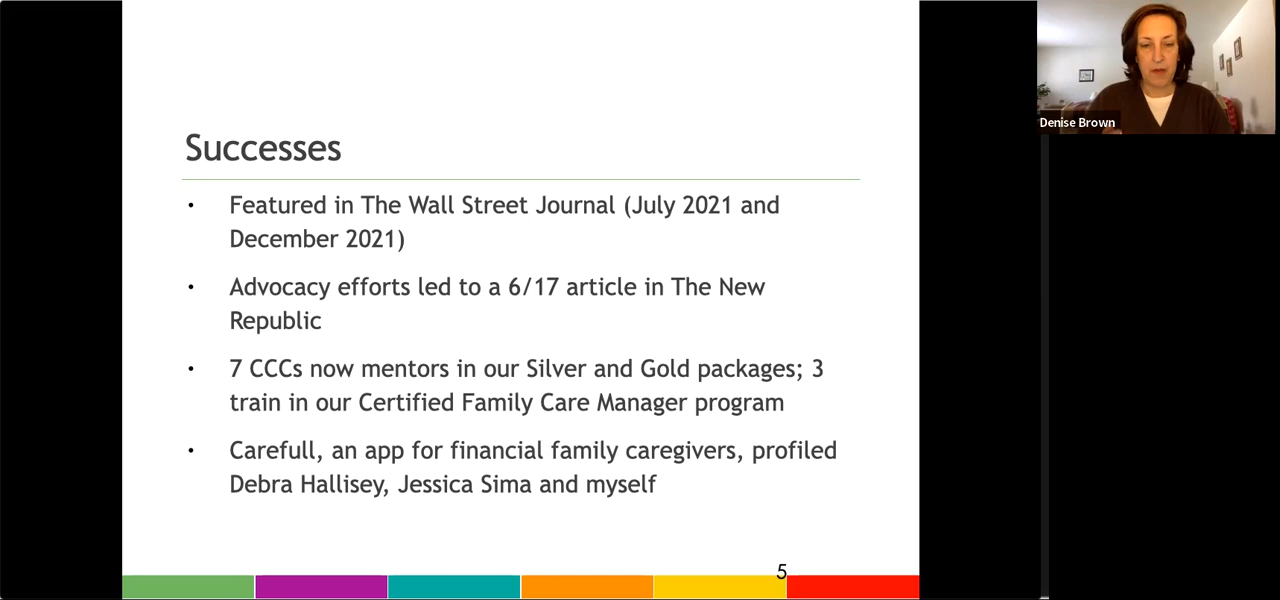 Successes
• Featured in The Wall Street Journal (July 2021 and
December 2021)
• Advocacy efforts led to a 6/17 article in The New
Republic
• 7 CCCs now mentors in our Silver and Gold packages; 3
train in our Certified Family Care Manager program
• Carefull, an app for financial family caregivers, profiled
Debra Hallisey, Jessica Sima and myself
5
Denise Brown